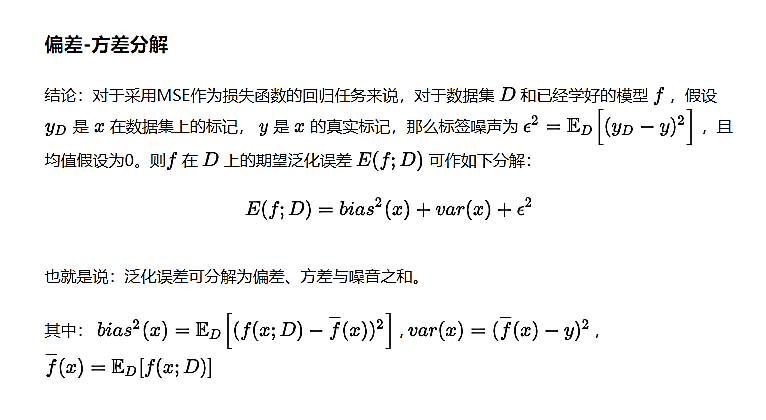 偏差-方差分解
结论：对于采用MSE作为损失函数的回归任务来说，对于数据集 $D$ 和已经学好的模型 $f$ ，假设
$y_D$ 是 $x$ 在数据集上的标记， $y$ 是 $x$ 的真实标记，那么标签噪声为 $\epsilon^2 = \mathbb{E}_D\left[(y_D - y)^2\right]$ ，且
均值假设为0。则 $f$ 在 $D$ 上的期望泛化误差 $E(f; D)$ 可作如下分解：
$E(f; D) = bias^2(x) + var(x) + \epsilon^2$
也就是说：泛化误差可分解为偏差、方差与噪音之和。
其中： $bias^2(x) = \mathbb{E}_D\left[(f(x; D) - \overline{f}(x))^2\right]$ , $var(x) = (\overline{f}(x) - y)^2$ ,
$\overline{f}(x) = \mathbb{E}_D[f(x; D)]$